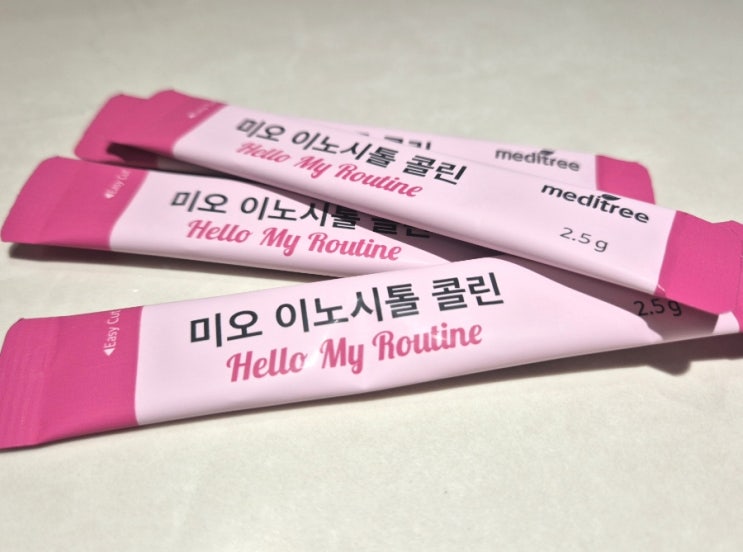 meditree
미오 이노시톨 콜린
Hello My Routine
meditree
2.5g
◀Easy Cut
미오 이노시톨 콜린
Hello My Routine
◀Easy Cut
미오 이노시톨 콜린
Hello My Routine
2.5g